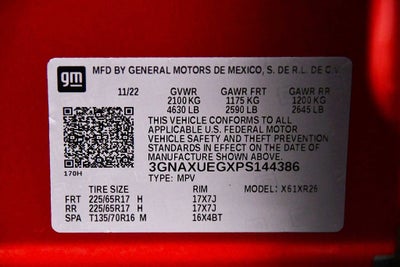 gm MFD BY GENERAL MOTORS DE MEXICO, S. DE R.L. DE C.V.
11/22 GVWR GAWR FRT GAWR RR
2100 KG 1175 KG 1200 KG
4630 LB 2590 LB 2645 LB
THIS VEHICLE CONFORMS TO ALL
APPLICABLE U.S. FEDERAL MOTOR
VEHICLE SAFETY AND THEFT PREVENTION
STANDARDS IN EFFECT ON THE DATE OF
MANUFACTURE SHOWN ABOVE.
170H 3GNAXUEGXPS144386
TYPE: MPV MODEL: X61XR26
TIRE SIZE RIM
FRT 225/65R17 H 17X7J
RR 225/65R17 H 17X7J
SPA T135/70R16 M 16X4BT